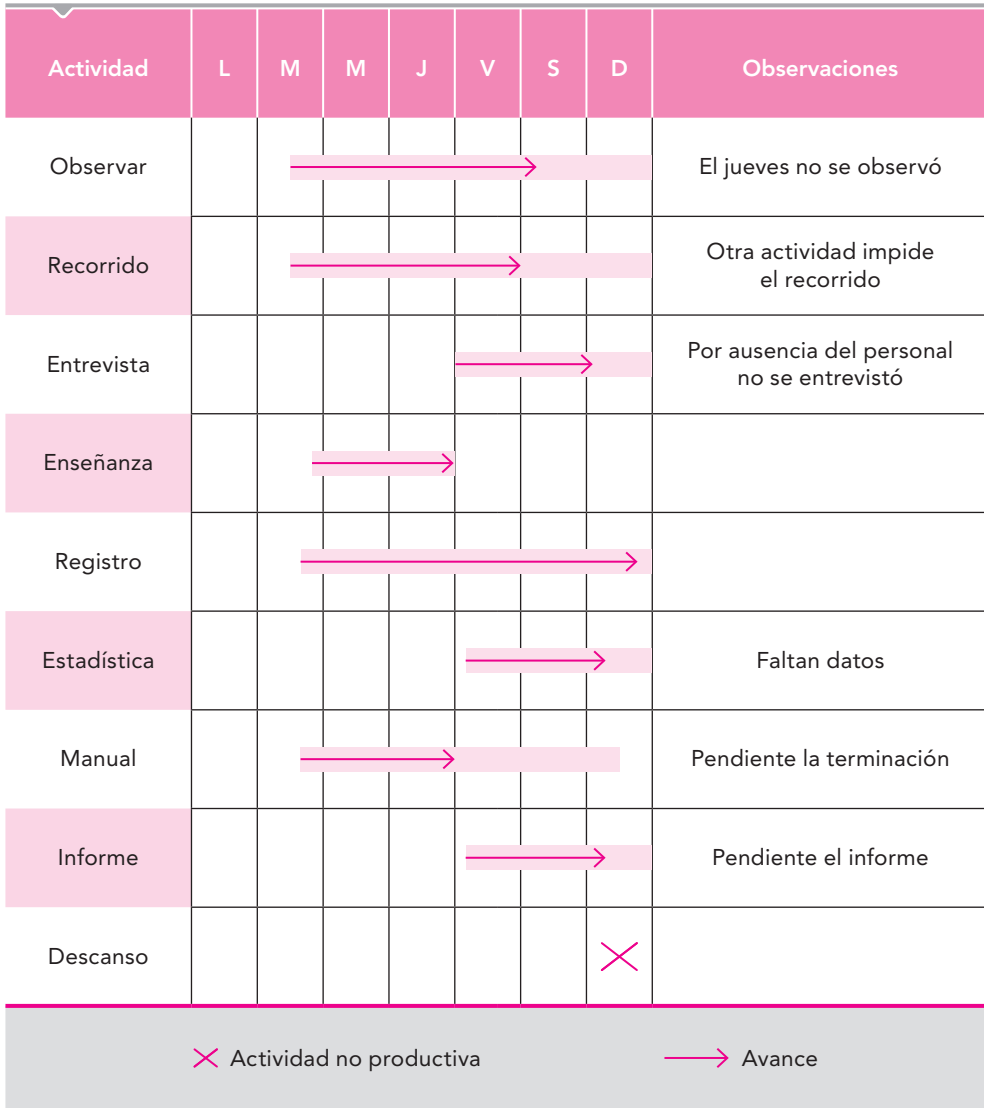 Actividad L M M J V S D Observaciones
Observar El jueves no se observó
Recorrido Otra actividad impide
el recorrido
Entrevista Por ausencia del personal
no se entrevistó
Enseñanza
Registro
Estadística Faltan datos
Manual Pendiente la terminación
Informe Pendiente el informe
Descanso
Actividad no productiva Avance